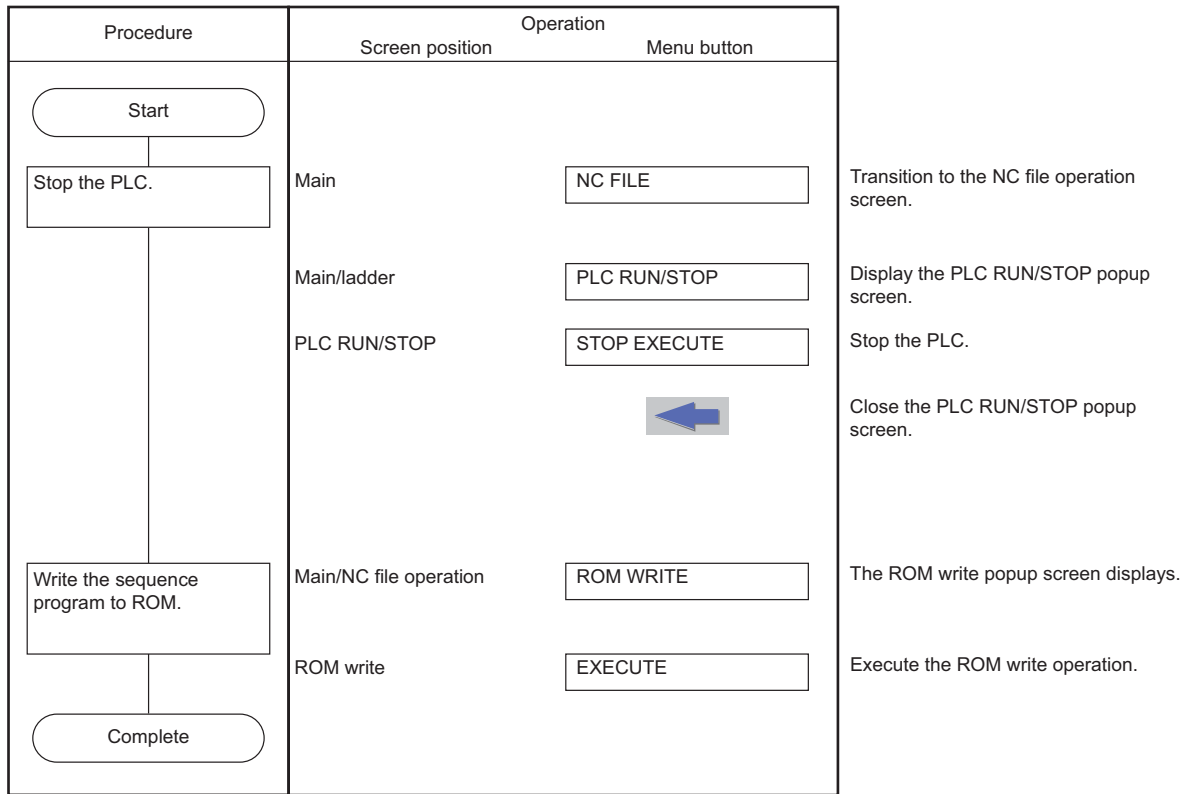 Procedure
Operation
Screen position Menu button
Start
Stop the PLC.
Main
NC FILE
Transition to the NC file operation
screen.
Main/ladder
PLC RUN/STOP
Display the PLC RUN/STOP popup
screen.
PLC RUN/STOP
STOP EXECUTE
Stop the PLC.
Close the PLC RUN/STOP popup
screen.
Write the sequence
program to ROM.
Main/NC file operation
ROM WRITE
The ROM write popup screen displays.
ROM write
EXECUTE
Execute the ROM write operation.
Complete